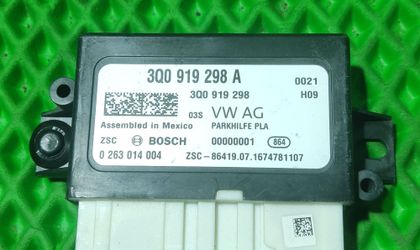 3Q0 919 298 A
0021
3Q0 919 298
H09
03S VW AG
Assembled in Mexico PARKHILFE PLA
ZSC BOSCH 00000001 864
0 263 014 004 ZSC-86419.07.1674781107